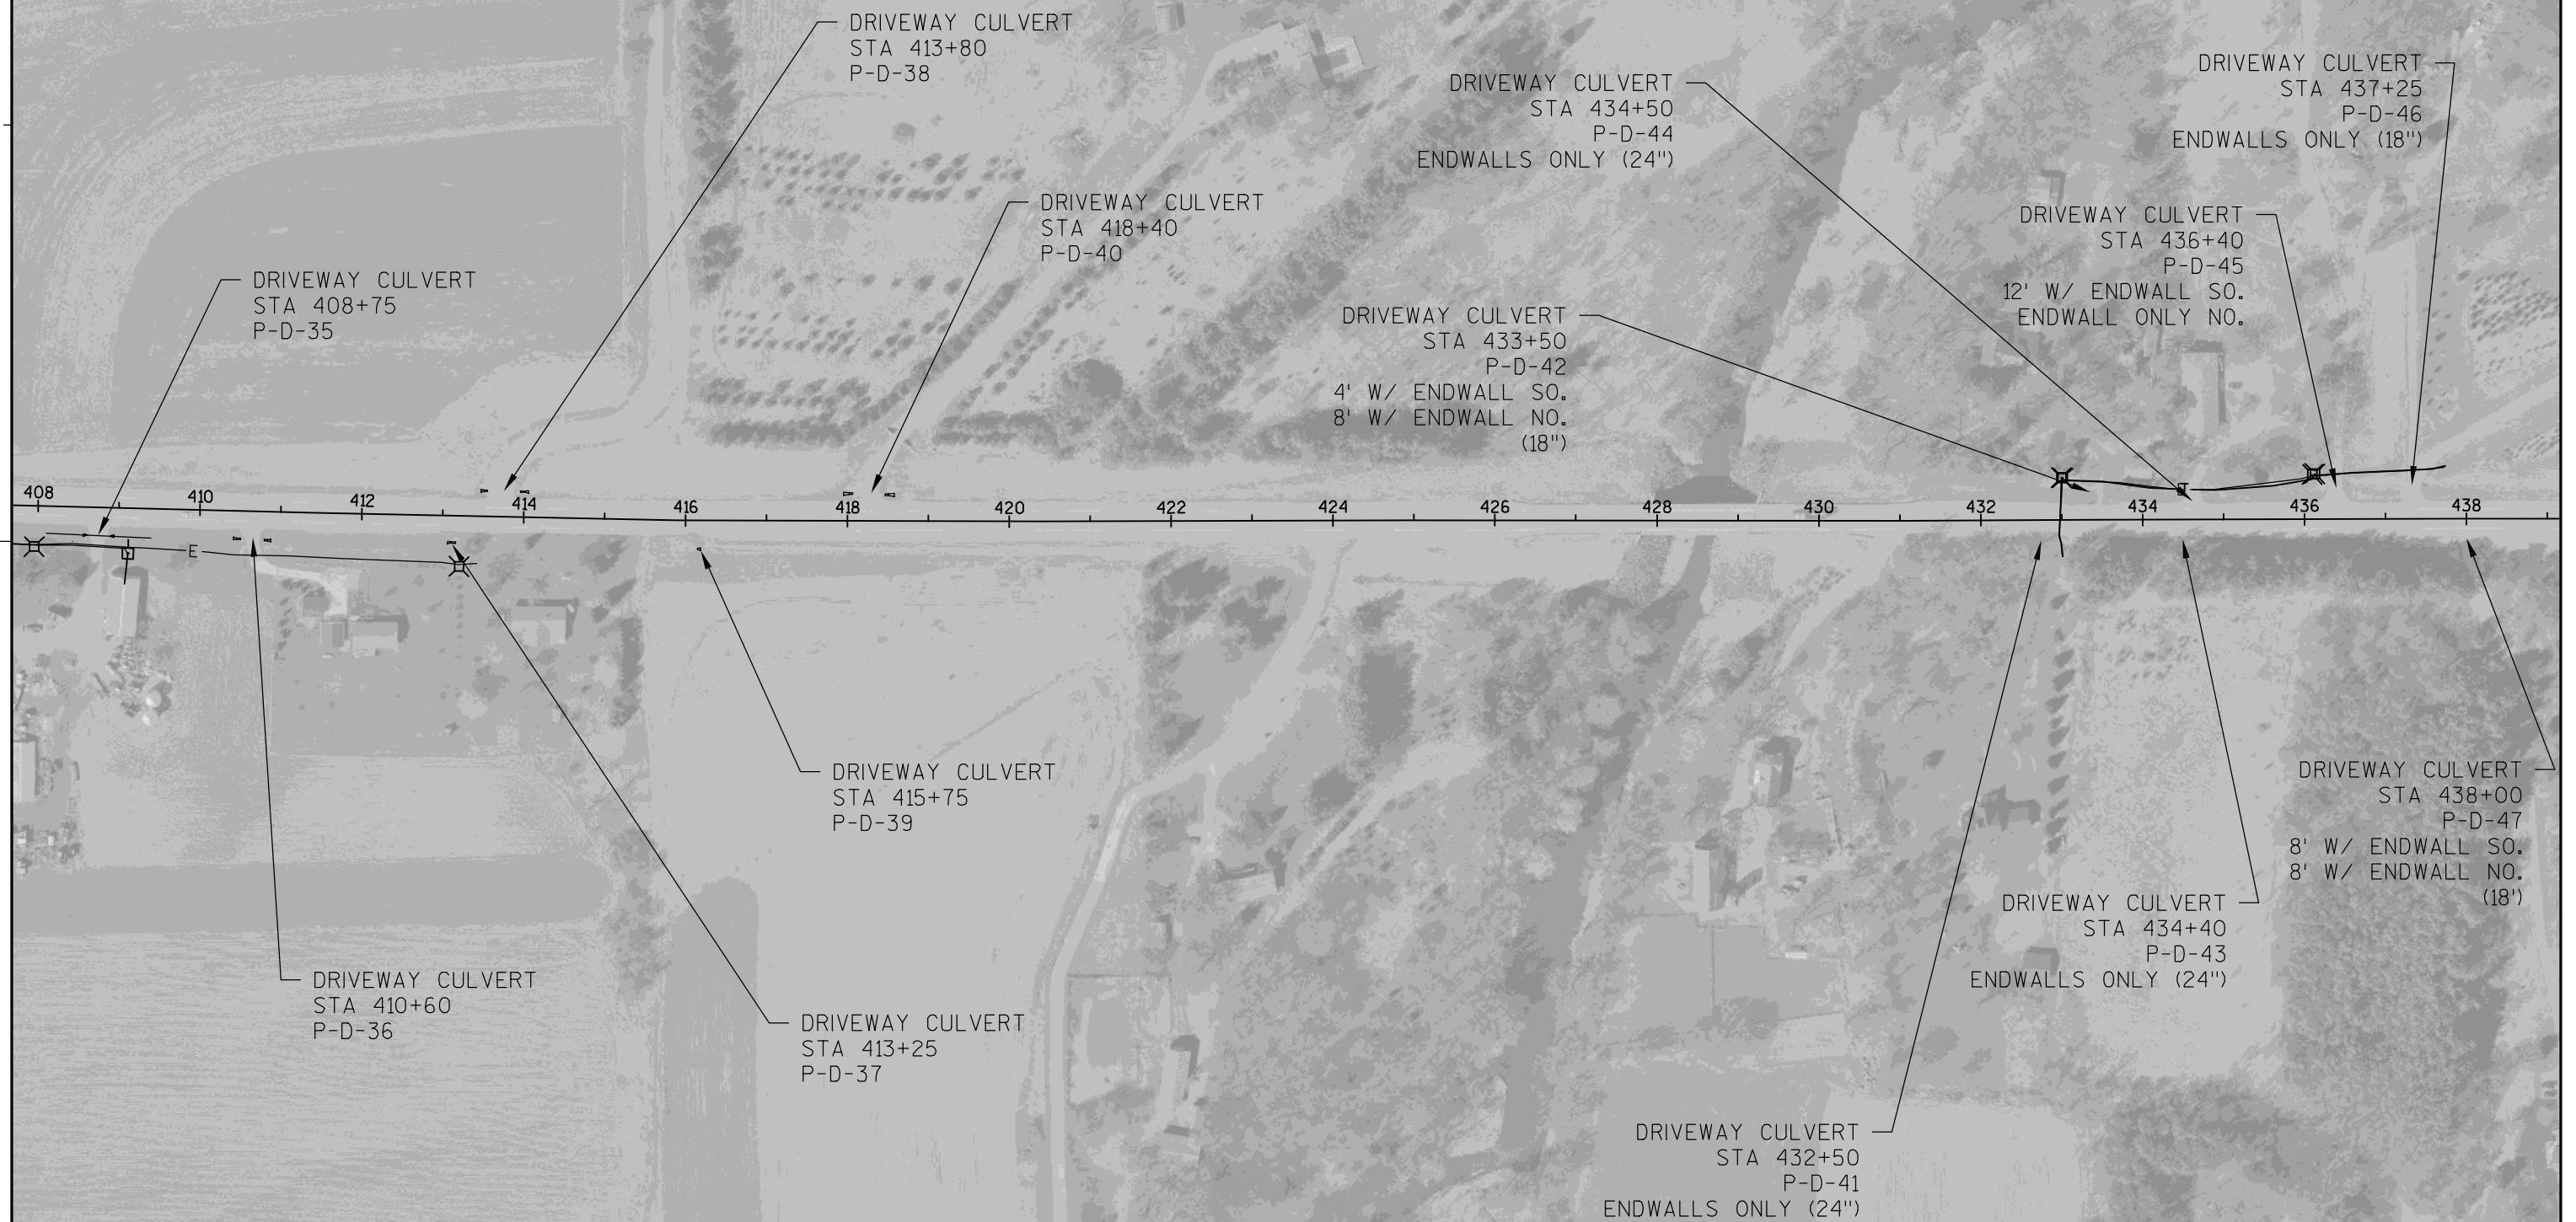 DRIVEWAY CULVERT
STA 413+80
P-D-38
DRIVEWAY CULVERT
STA 434+50
P-D-44
ENDWALLS ONLY (24")
DRIVEWAY CULVERT
STA 437+25
P-D-46
ENDWALLS ONLY (18")
DRIVEWAY CULVERT
STA 418+40
P-D-40
DRIVEWAY CULVERT
STA 436+40
P-D-45
12' W/ ENDWALL SO.
ENDWALL ONLY NO.
DRIVEWAY CULVERT
STA 408+75
P-D-35
DRIVEWAY CULVERT
STA 433+50
P-D-42
4' W/ ENDWALL SO.
8' W/ ENDWALL NO.
(18")
408 410 412 414 416 418 420 422 424 426 428 430 432 434 436 438
T
E
DRIVEWAY CULVERT
STA 415+75
P-D-39
DRIVEWAY CULVERT
STA 438+00
P-D-47
8' W/ ENDWALL SO.
8' W/ ENDWALL NO.
(18')
DRIVEWAY CULVERT
STA 434+40
P-D-43
ENDWALLS ONLY (24")
DRIVEWAY CULVERT
STA 410+60
P-D-36
DRIVEWAY CULVERT
STA 413+25
P-D-37
DRIVEWAY CULVERT
STA 432+50
P-D-41
ENDWALLS ONLY (24")